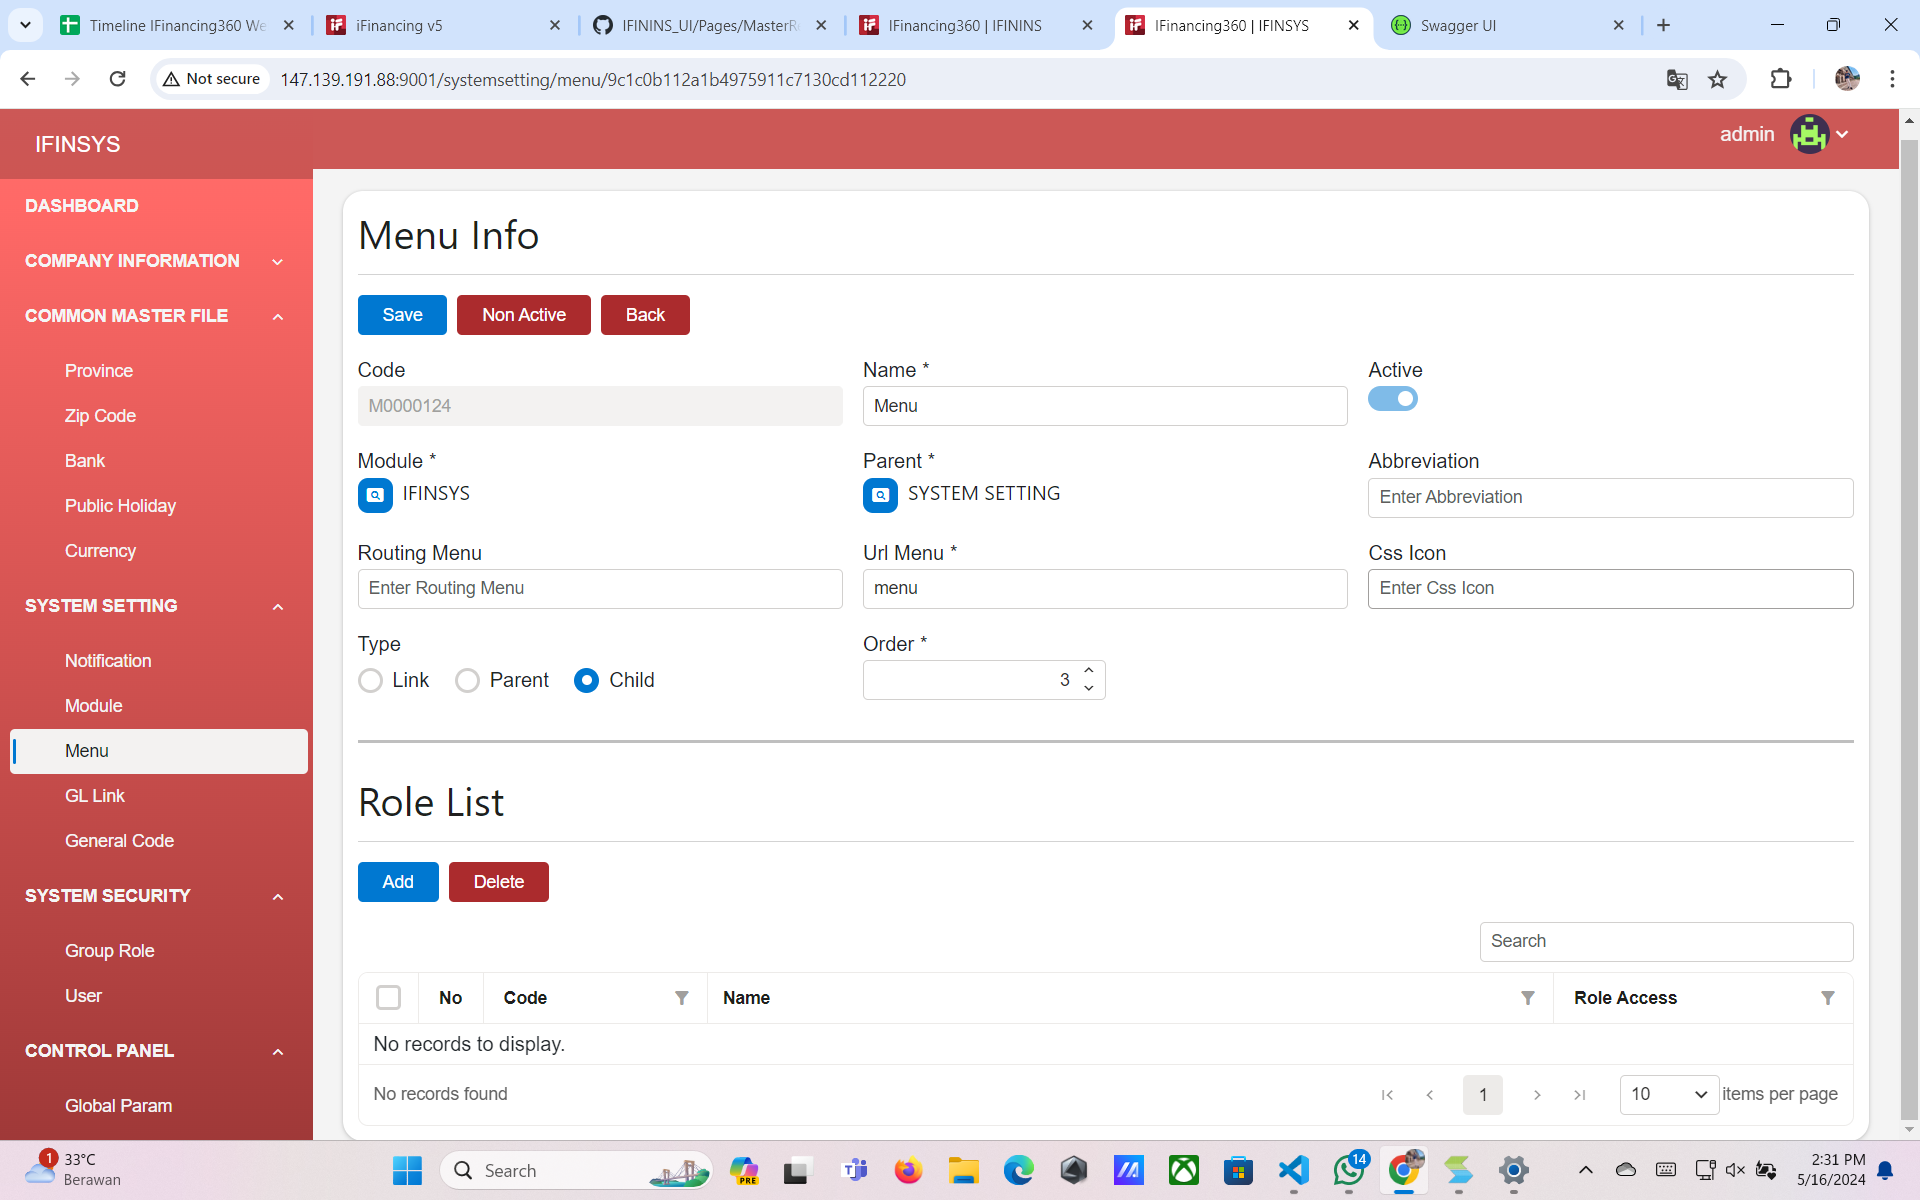 Timeline IFinancing360 We
iFinancing v5
IFININS_UI/Pages/MasterR
IFinancing360 | IFININS
IFinancing360 | IFINSYS
Swagger UI
Not secure
147.139.191.88:9001/systemsetting/menu/9c1c0b112a1b4975911c7130cd112220
IFINSYS
admin
DASHBOARD
COMPANY INFORMATION
COMMON MASTER FILE
Province
Zip Code
Bank
Public Holiday
Currency
SYSTEM SETTING
Notification
Module
Menu
GL Link
General Code
SYSTEM SECURITY
Group Role
User
CONTROL PANEL
Global Param
Menu Info
Save Non Active Back
Code Name * Active
M0000124 Menu
Module * Parent * Abbreviation
IFINSYS SYSTEM SETTING Enter Abbreviation
Routing Menu Url Menu * Css Icon
Enter Routing Menu menu Enter Css Icon
Type Order *
Link Parent Child 3
Role List
Add Delete
Search
No Code Name Role Access
No records to display.
No records found 1 10 items per page
1 33°C
Berawan
Search
PRE
14
2:31 PM
5/16/2024